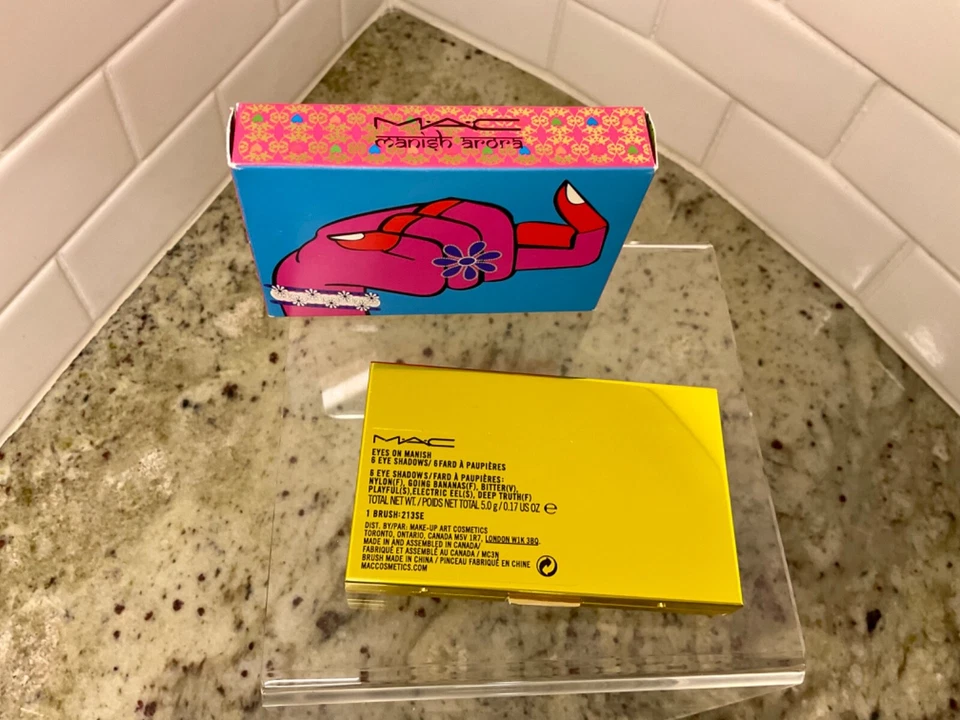 M·A·C
manish arora
M·A·C
EYES ON MANISH
6 EYE SHADOWS/ 6 FARD À PAUPIÈRES
6 EYE SHADOWS/FARD À PAUPIÈRES:
NYLON(F), GOING BANANAS(F), BITTER(V),
PLAYFUL(S),ELECTRIC EEL(S), DEEP TRUTH(F)
TOTAL NET WT. / POIDS NET TOTAL 5.0 g / 0.17 US OZ ℮
1 BRUSH:213SE
DIST. BY/PAR: MAKE-UP ART COSMETICS
TORONTO, ONTARIO, CANADA M5V 1R7, LONDON W1K 3BQ.
MADE IN AND ASSEMBLED IN CANADA/
FABRIQUÉ ET ASSEMBLÉ AU CANADA / MC3N
BRUSH MADE IN CHINA / PINCEAU FABRIQUÉ EN CHINE
MACCOSMETICS.COM